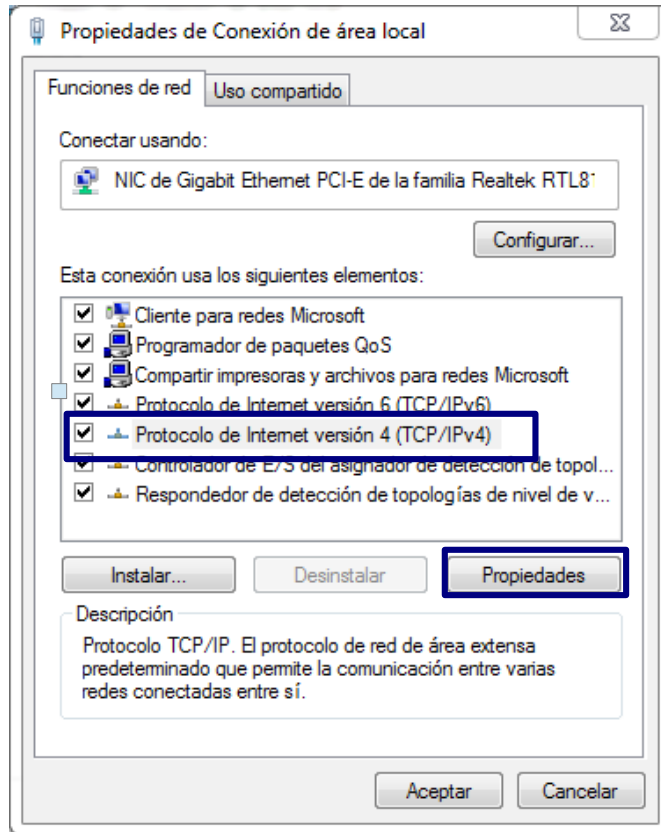 Propiedades de Conexión de área local
Funciones de red
Uso compartido
Conectar usando:
NIC de Gigabit Ethernet PCI-E de la familia Realtek RTL8
Configurar...
Esta conexión usa los siguientes elementos:
Cliente para redes Microsoft
Programador de paquetes QoS
Compartir impresoras y archivos para redes Microsoft
Protocolo de Internet versión 6 (TCP/IPv6)
Protocolo de Internet versión 4 (TCP/IPv4)
Controlador de E/S del asignador de detección de topol...
Respondedor de detección de topologías de nivel de v...
Instalar...
Desinstalar
Propiedades
Descripción
Protocolo TCP/IP. El protocolo de red de área extensa
predeterminado que permite la comunicación entre varias
redes conectadas entre sí.
Aceptar
Cancelar